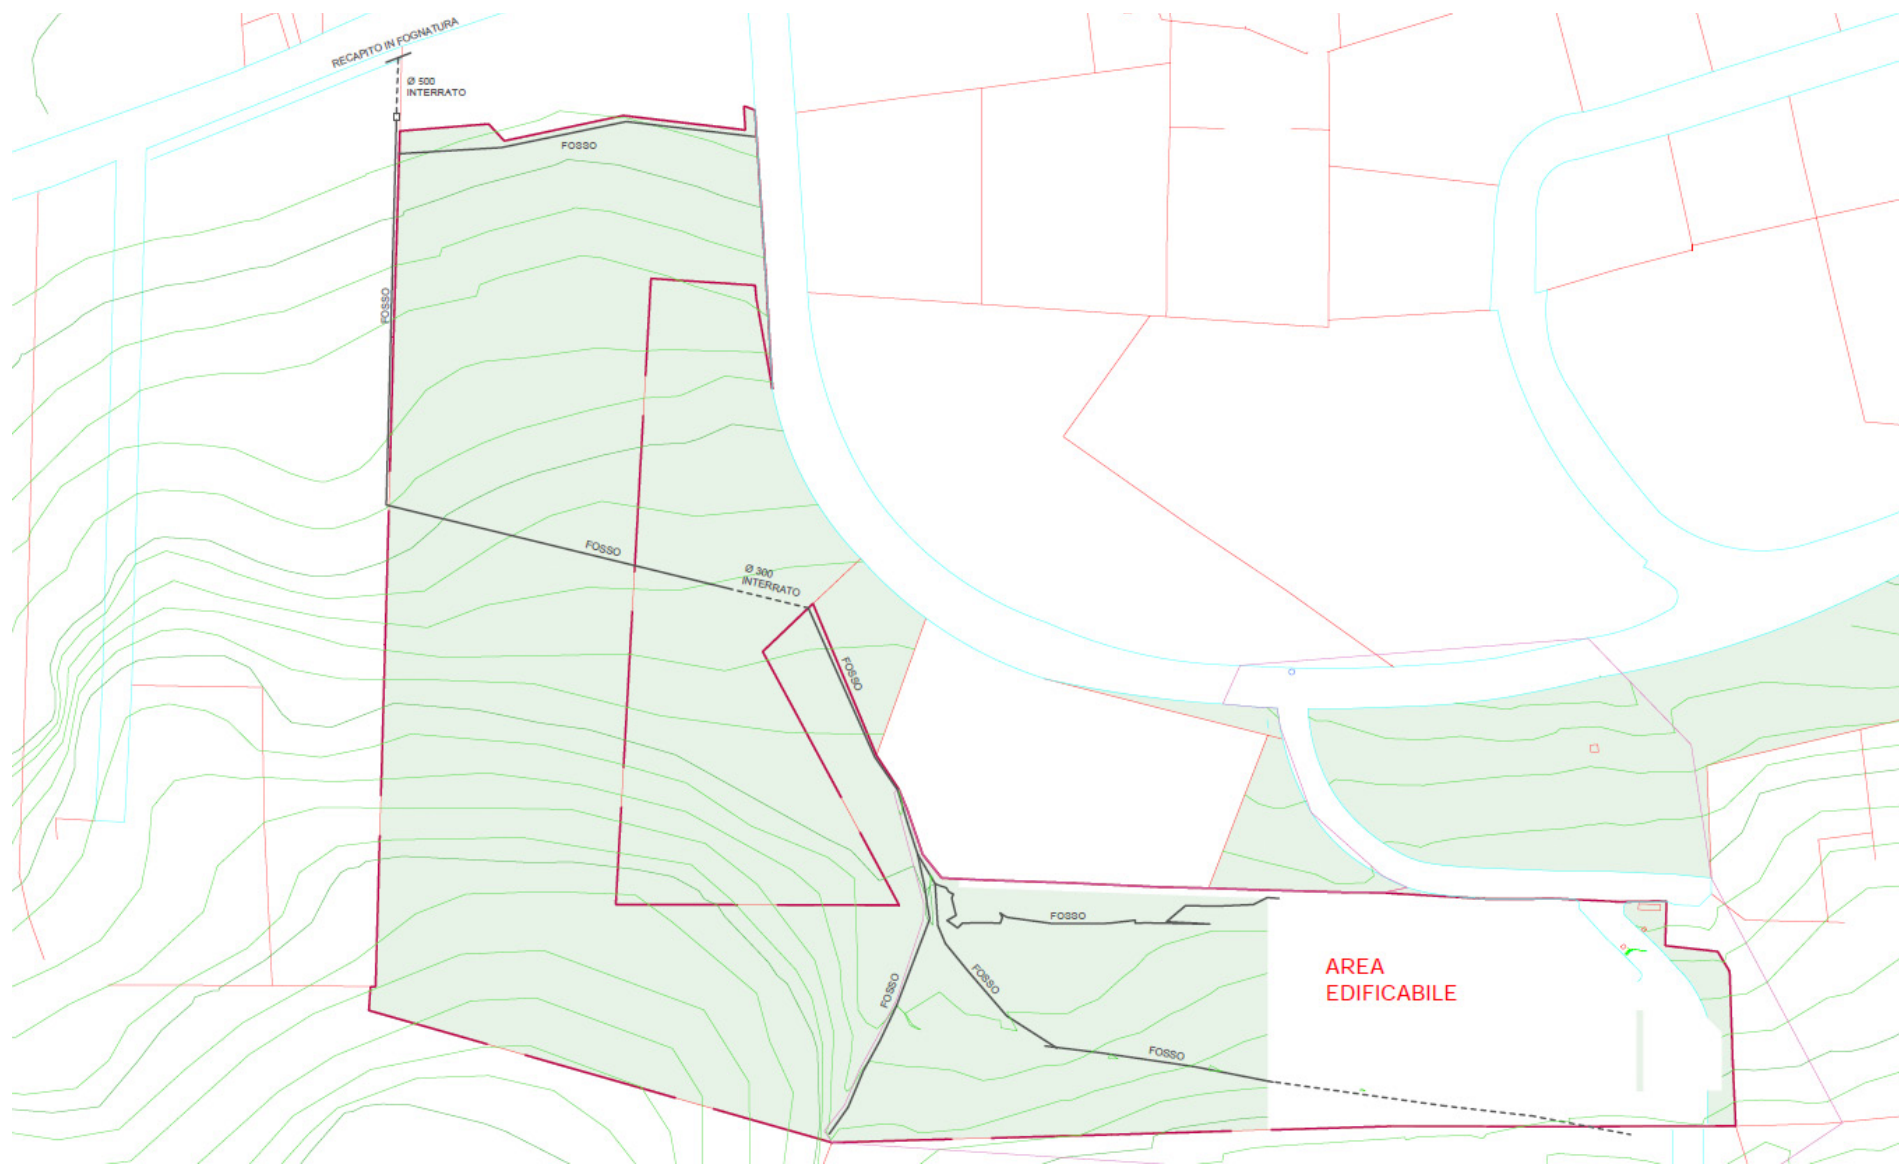 RECAPITO IN FOGNATURA
Ø 500
INTERRATO
FOSSO
FOSSO
FOSSO
Ø 300
INTERRATO
FOSSO
FOSSO
FOSSO
FOSSO
AREA
EDIFICABILE
FOSSO